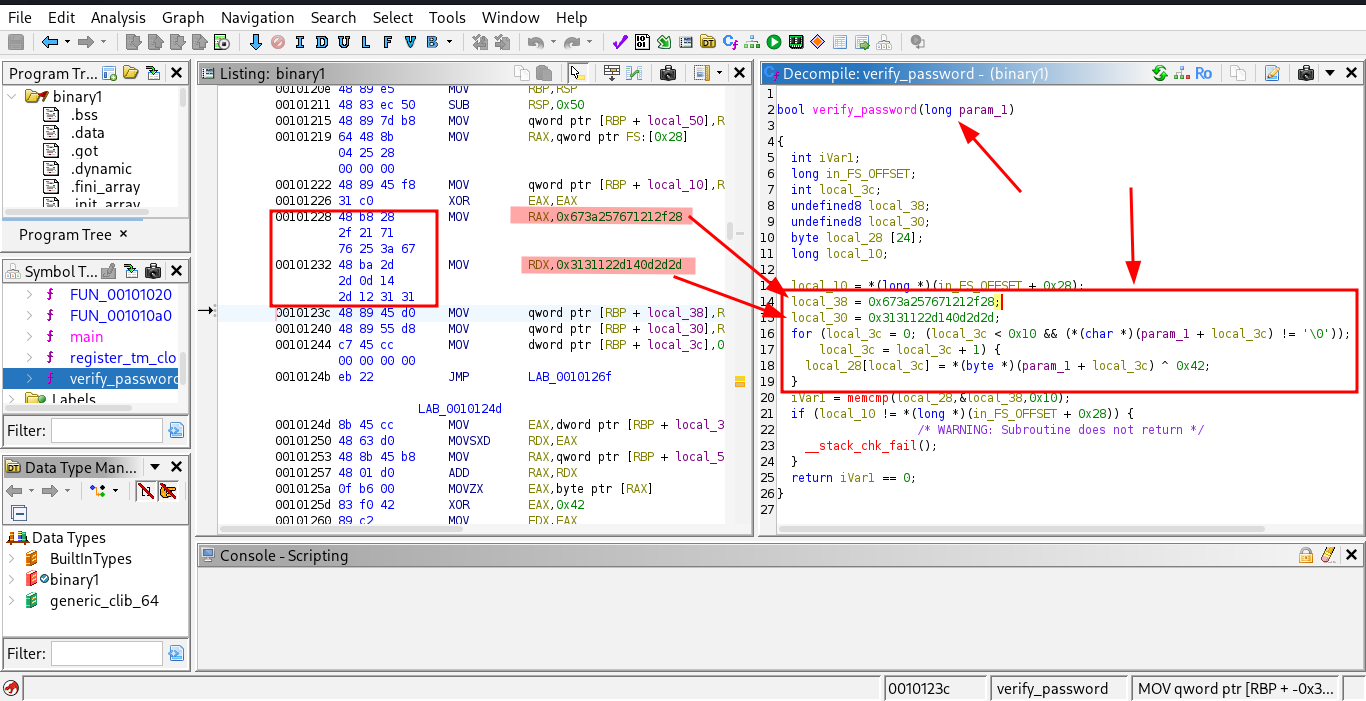 File Edit Analysis Graph Navigation Search Select Tools Window Help
I D U L F V B
Program Tr...
binary1
.bss
.data
.got
.dynamic
.fini_array
.init_array
Program Tree ×
Symbol T...
FUN_00101020
FUN_001010a0
main
register_tm_clo
verify_password
Labels
Filter:
Data Type Man...
Data Types
BuiltInTypes
binary1
generic_clib_64
Filter:
Listing: binary1
0010120e 48 89 e5 MOV RBP,RSP
00101211 48 83 ec 50 SUB RSP,0x50
00101215 48 89 7d b8 MOV qword ptr [RBP + local_50],R
00101219 64 48 8b MOV RAX,qword ptr FS:[0x28]
04 25 28
00 00 00
00101222 48 89 45 f8 MOV qword ptr [RBP + local_10],R
00101226 31 c0 XOR EAX,EAX
00101228 48 b8 28 MOV RAX,0x673a257671212f28
2f 21 71
76 25 3a 67
00101232 48 ba 2d MOV RDX,0x3131122d140d2d2d
2d 0d 14
2d 12 31 31
0010123c 48 89 45 d0 MOV qword ptr [RBP + local_38],R
00101240 48 89 55 d8 MOV qword ptr [RBP + local_30],R
00101244 c7 45 cc MOV dword ptr [RBP + local_3c],0
00 00 00 00
0010124b eb 22 JMP LAB_0010126f
LAB_0010124d
0010124d 8b 45 cc MOV EAX,dword ptr [RBP + local_3
00101250 48 63 d0 MOVSXD RDX,EAX
00101253 48 8b 45 b8 MOV RAX,qword ptr [RBP + local_5
00101257 48 01 d0 ADD RAX,RDX
0010125a 0f b6 00 MOVZX EAX,byte ptr [RAX]
0010125d 83 f0 42 XOR EAX,0x42
00101260 89 c2 MOV EDX,EAX
Decompile: verify_password - (binary1)
Ro
1
2 bool verify_password(long param_1)
3
4 {
5 int iVar1;
6 long in_FS_OFFSET;
7 int local_3c;
8 undefined8 local_38;
9 undefined8 local_30;
10 byte local_28 [24];
11 long local_10;
12
13 local_10 = *(long *)(in_FS_OFFSET + 0x28);
14 local_38 = 0x673a257671212f28;
15 local_30 = 0x3131122d140d2d2d;
16 for (local_3c = 0; (local_3c < 0x10 && (*(char *)(param_1 + local_3c) != '\0'));
17 local_3c = local_3c + 1) {
18 local_28[local_3c] = *(byte *)(param_1 + local_3c) ^ 0x42;
19 }
20 iVar1 = memcmp(local_28,&local_38,0x10);
21 if (local_10 != *(long *)(in_FS_OFFSET + 0x28)) {
22 /* WARNING: Subroutine does not return */
23 __stack_chk_fail();
24 }
25 return iVar1 == 0;
26 }
27
Console - Scripting
0010123c
verify_password
MOV qword ptr [RBP + -0x3...